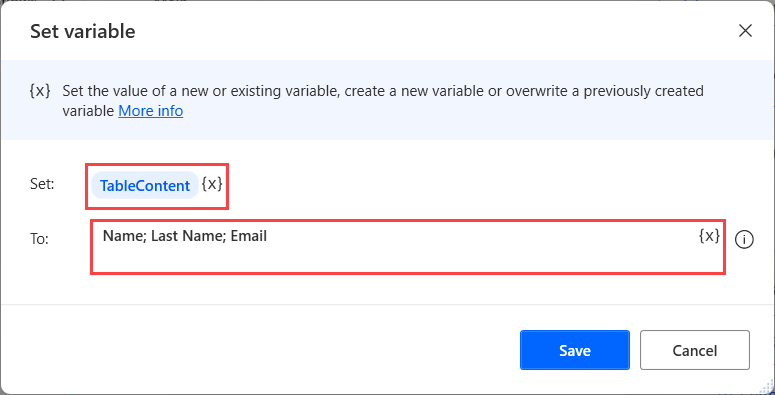 Set variable
{x} Set the value of a new or existing variable, create a new variable or overwrite a previously created
variable More info
Set: TableContent {x}
To: Name; Last Name; Email {x}
Save Cancel